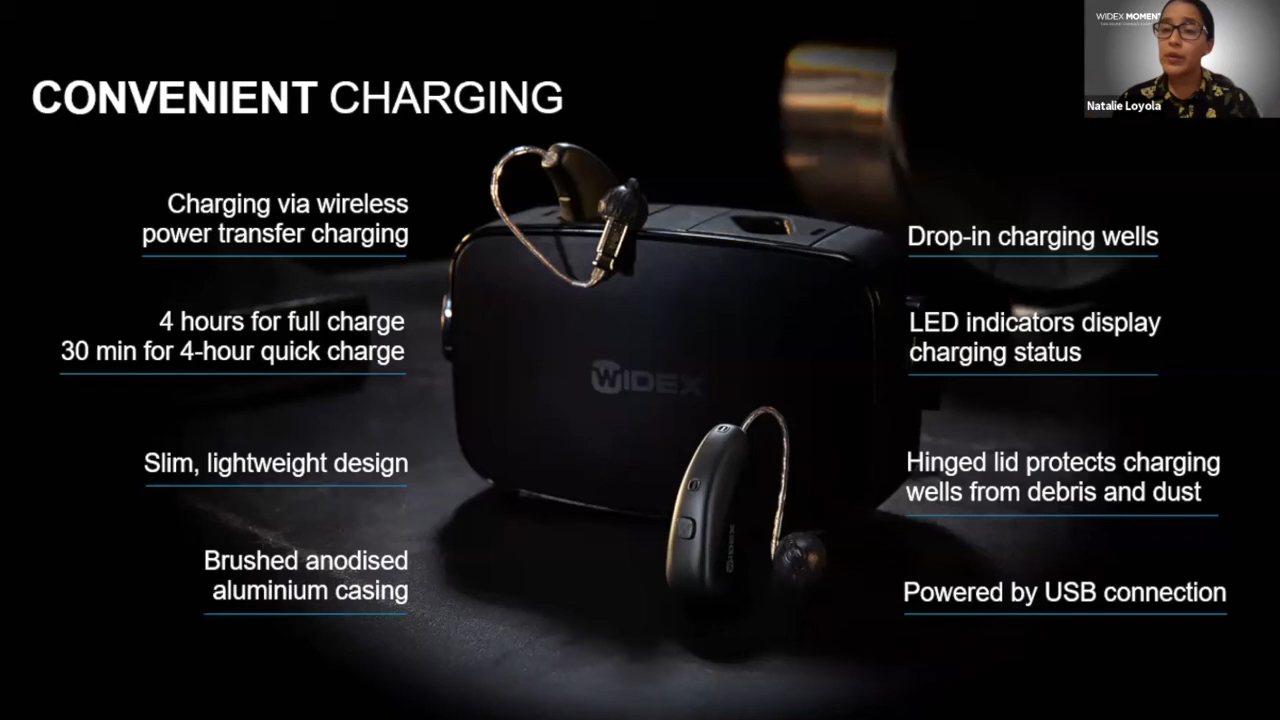 CONVENIENT CHARGING
WIDEX MOMENT
Natalie Loyola
Charging via wireless
power transfer charging
4 hours for full charge
30 min for 4-hour quick charge
Slim, lightweight design
Brushed anodised
aluminium casing
WIDEX
WIDEX
Drop-in charging wells
LED indicators display
charging status
Hinged lid protects charging
wells from debris and dust
Powered by USB connection